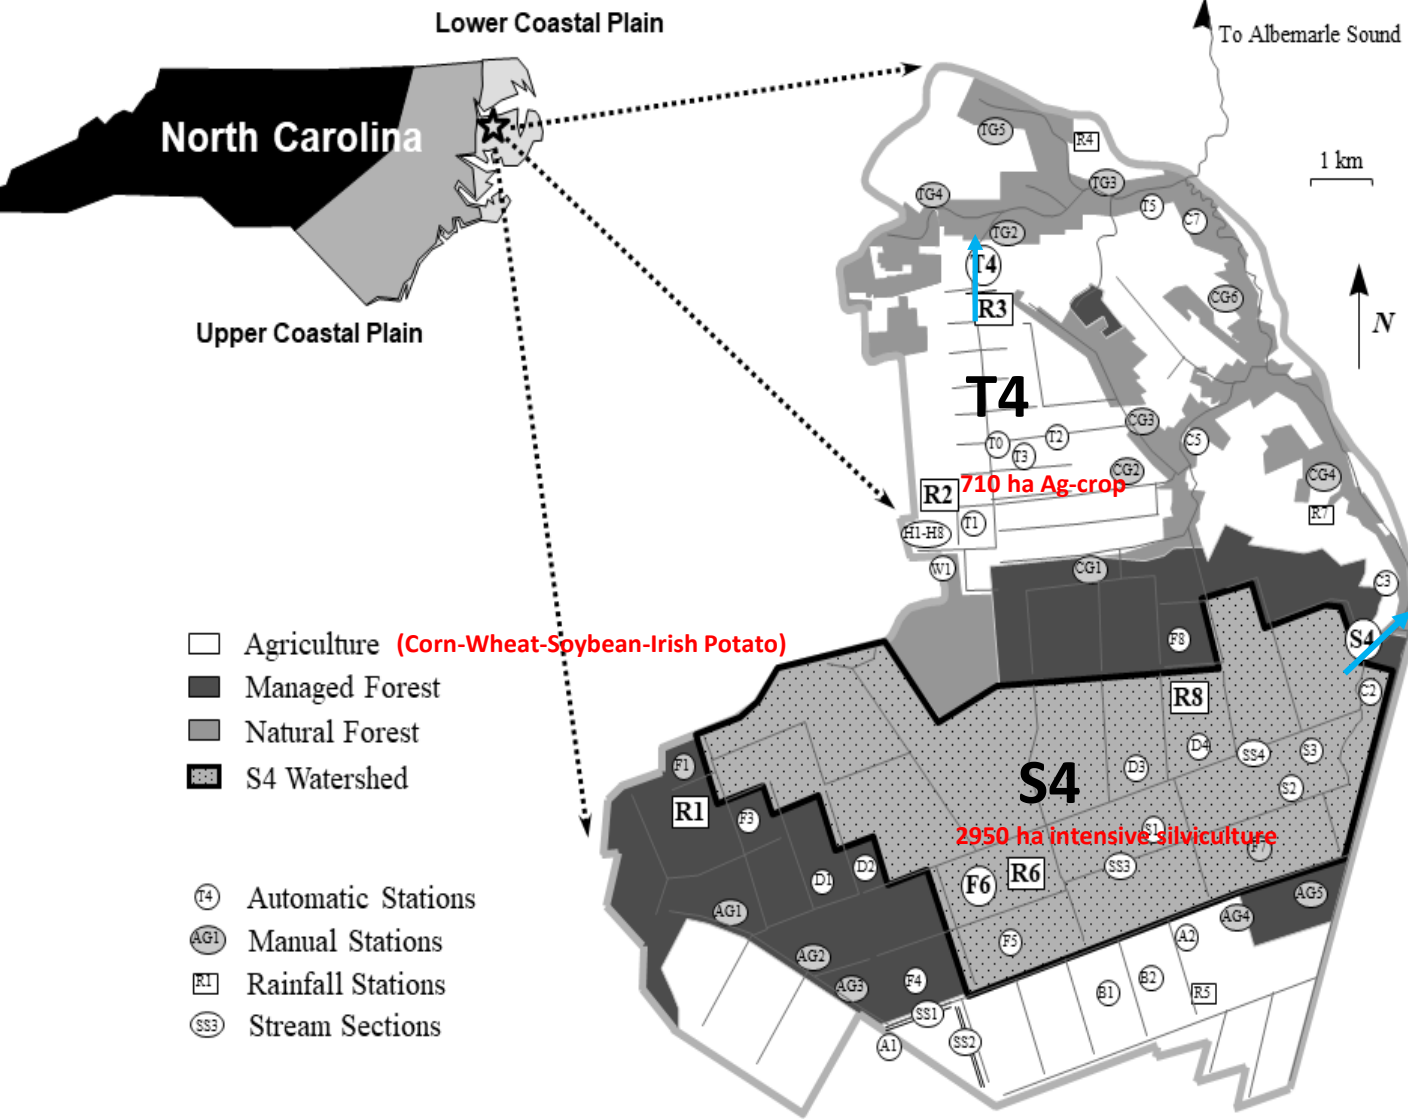 Lower Coastal Plain
To Albemarle Sound
North Carolina
TG5
R4
1 km
TG4
TG3
T5
C7
TG2
T4
CG6
R3
N
Upper Coastal Plain
T4
CG3
T0
T2
C5
T3
CG2
CG4
R2
710 ha Ag-crop
R7
T1
H1-H8
W1
CG1
C3
Agriculture (Corn-Wheat-Soybean-Irish Potato)
F8
S4
Managed Forest
R8
C2
Natural Forest
D4
SS4
S3
S4 Watershed
F1
D3
S4
S2
R1
F3
S1
2950 ha intensive silviculture
F7
D2
D1
R6
SS3
F6
Automatic Stations
T4
AG1
AG5
AG4
Manual Stations
AG1
F5
A2
AG2
Rainfall Stations
R1
AG3
F4
B2
B1
R5
Stream Sections
SS3
SS1
A1
SS2